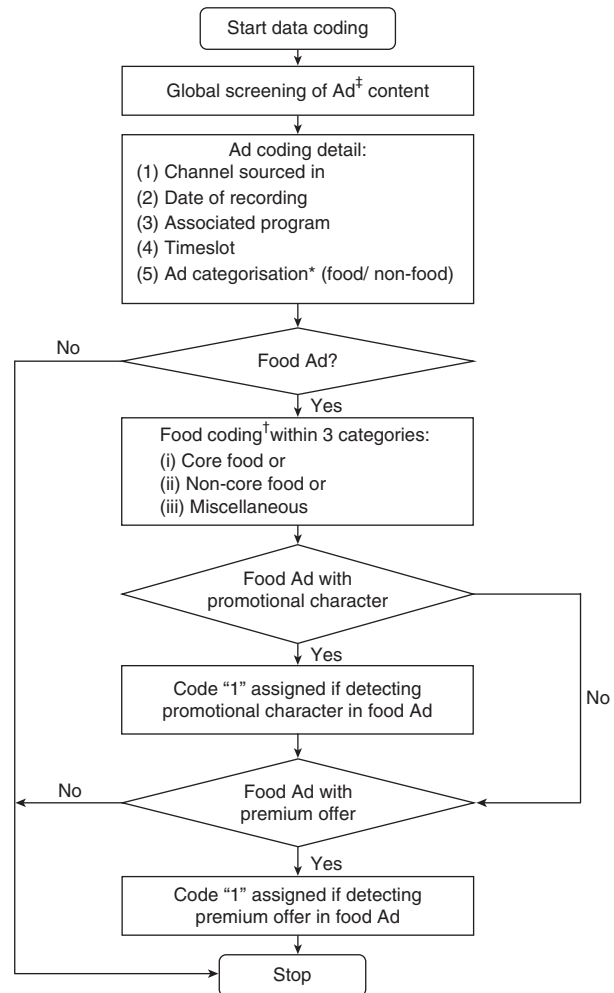 Start data coding
Global screening of Ad‡ content
Ad coding detail:
(1) Channel sourced in
(2) Date of recording
(3) Associated program
(4) Timeslot
(5) Ad categorisation* (food/ non-food)
No
Food Ad?
Yes
Food coding† within 3 categories:
(i) Core food or
(ii) Non-core food or
(iii) Miscellaneous
Food Ad with
promotional character
Yes
Code “1” assigned if detecting
promotional character in food Ad
No
No
Food Ad with
premium offer
Yes
Code “1” assigned if detecting
premium offer in food Ad
Stop